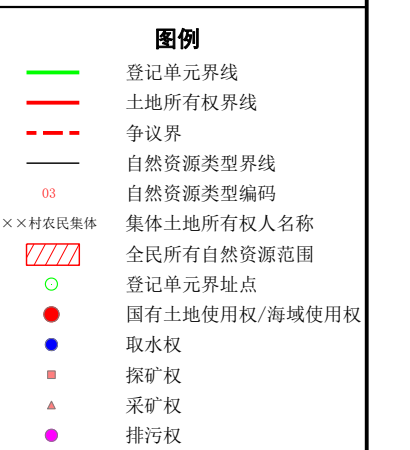 图例
登记单元界线
土地所有权界线
争议界
自然资源类型界线
03 自然资源类型编码
××村农民集体 集体土地所有权人名称
全民所有自然资源范围
登记单元界址点
国有土地使用权/海域使用权
取水权
探矿权
采矿权
排污权